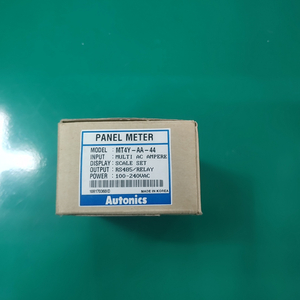 PANEL METER
MODEL : MT4Y-AA-44
INPUT : MULTI AC AMPERE
DISPLAY: SCALE SET
OUTPUT : RS485/RELAY
POWER : 100-240VAC
MADE IN KOREA
Autonics